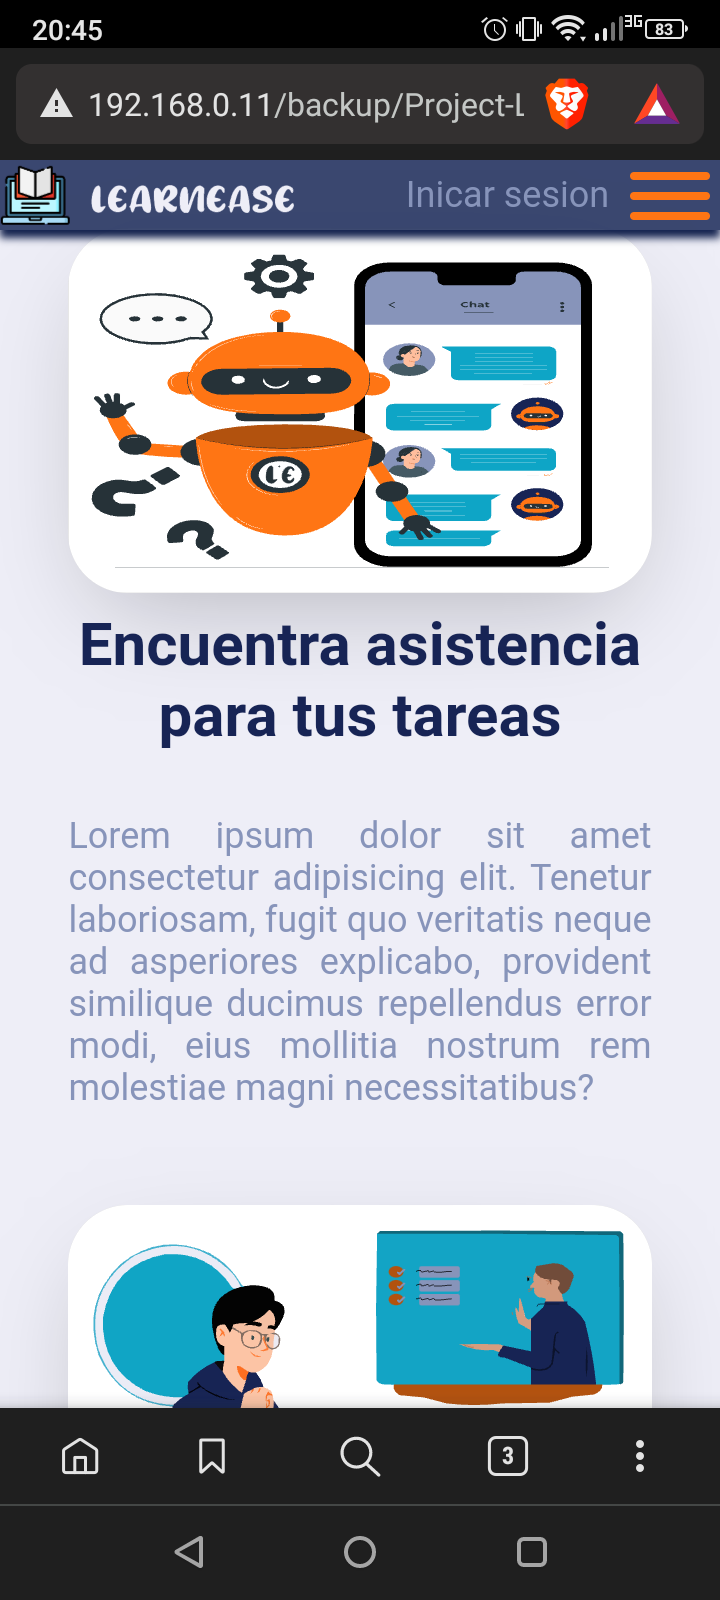 20:45
3G
83
192.168.0.11/backup/Project-L
LEARNEASE
Inicar sesion
< Chat
LE
Encuentra asistencia
para tus tareas
Lorem ipsum dolor sit amet
consectetur adipisicing elit. Tenetur
laboriosam, fugit quo veritatis neque
ad asperiores explicabo, provident
similique ducimus repellendus error
modi, eius mollitia nostrum rem
molestiae magni necessitatibus?
3